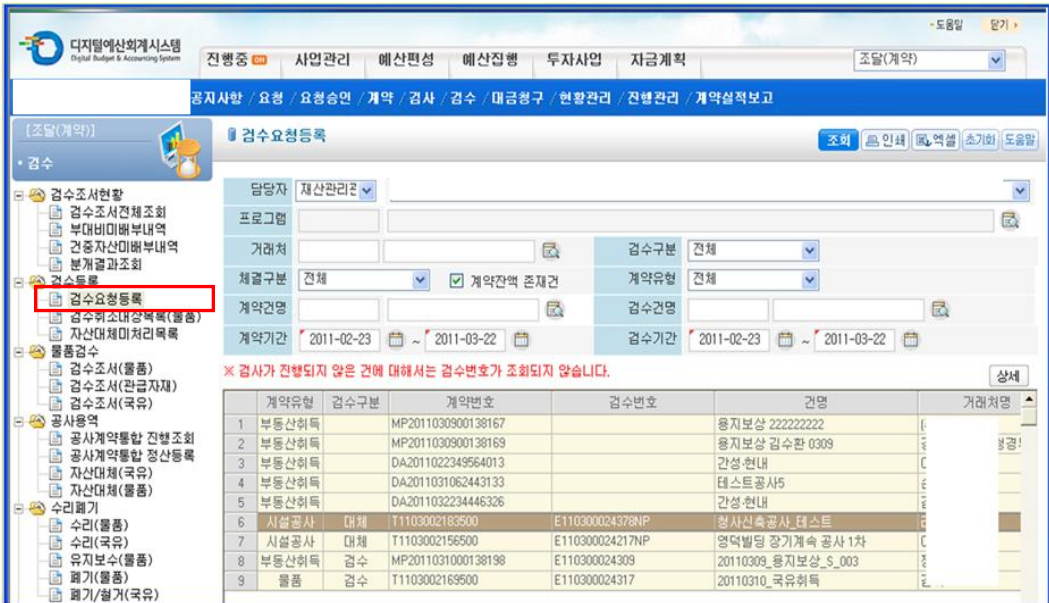 도움말 닫기
디지털예산회계시스템
Digital Budget & Accounting System
진행중 ON 사업관리 예산편성 예산집행 투자사업 자금계획 조달(계약)
공지사항 / 요청 / 요청승인 / 계약 / 검사 / 검수 / 대금청구 / 현황관리 / 진행관리 / 계약실적보고
[조달(계약)]
• 검수
검수조서현황
검수조서전체조회
부대비미배부내역
건중자산미배부내역
분개결과조회
검수등록
검수요청등록
검수취소대상목록(물품)
자산대체미처리목록
물품검수
검수조서(물품)
검수조서(관급자재)
검수조서(국유)
공사용역
공사계약통합 진행조회
공사계약통합 정산등록
자산대체(국유)
자산대체(물품)
수리폐기
수리(물품)
수리(국유)
유지보수(물품)
폐기(물품)
폐기/철거(국유)
검수요청등록
조회 인쇄 엑셀 초기화 도움말
담당자 재산관리관
프로그램
거래처 검수구분 전체
체결구분 전체 계약잔액 존재건 계약유형 전체
계약건명 검수건명
계약기간 2011-02-23 ~ 2011-03-22 검수기간 2011-02-23 ~ 2011-03-22
※ 검사가 진행되지 않은 건에 대해서는 검수번호가 조회되지 않습니다.
상세
계약유형 검수구분 계약번호 검수번호 건명 거래처명
1 부동산취득 MP2011030900138167 용지보상 222222222
2 부동산취득 MP2011030900138169 용지보상 김수환 0309
3 부동산취득 DA2011022349564013 간성·현내
4 부동산취득 DA2011031062443133 테스트공사5
5 부동산취득 DA2011032234446326 간성·현내
6 시설공사 대체 T1103002183500 E110300024378NP 청사신축공사_테스트
7 시설공사 대체 T1103002156500 E110300024217NP 영덕빌딩 장기계속 공사 1차
8 부동산취득 검수 MP2011031000138198 E110300024309 20110309_용지보상_S_003
9 물품 검수 T1103002169500 E110300024317 20110310_국유취득